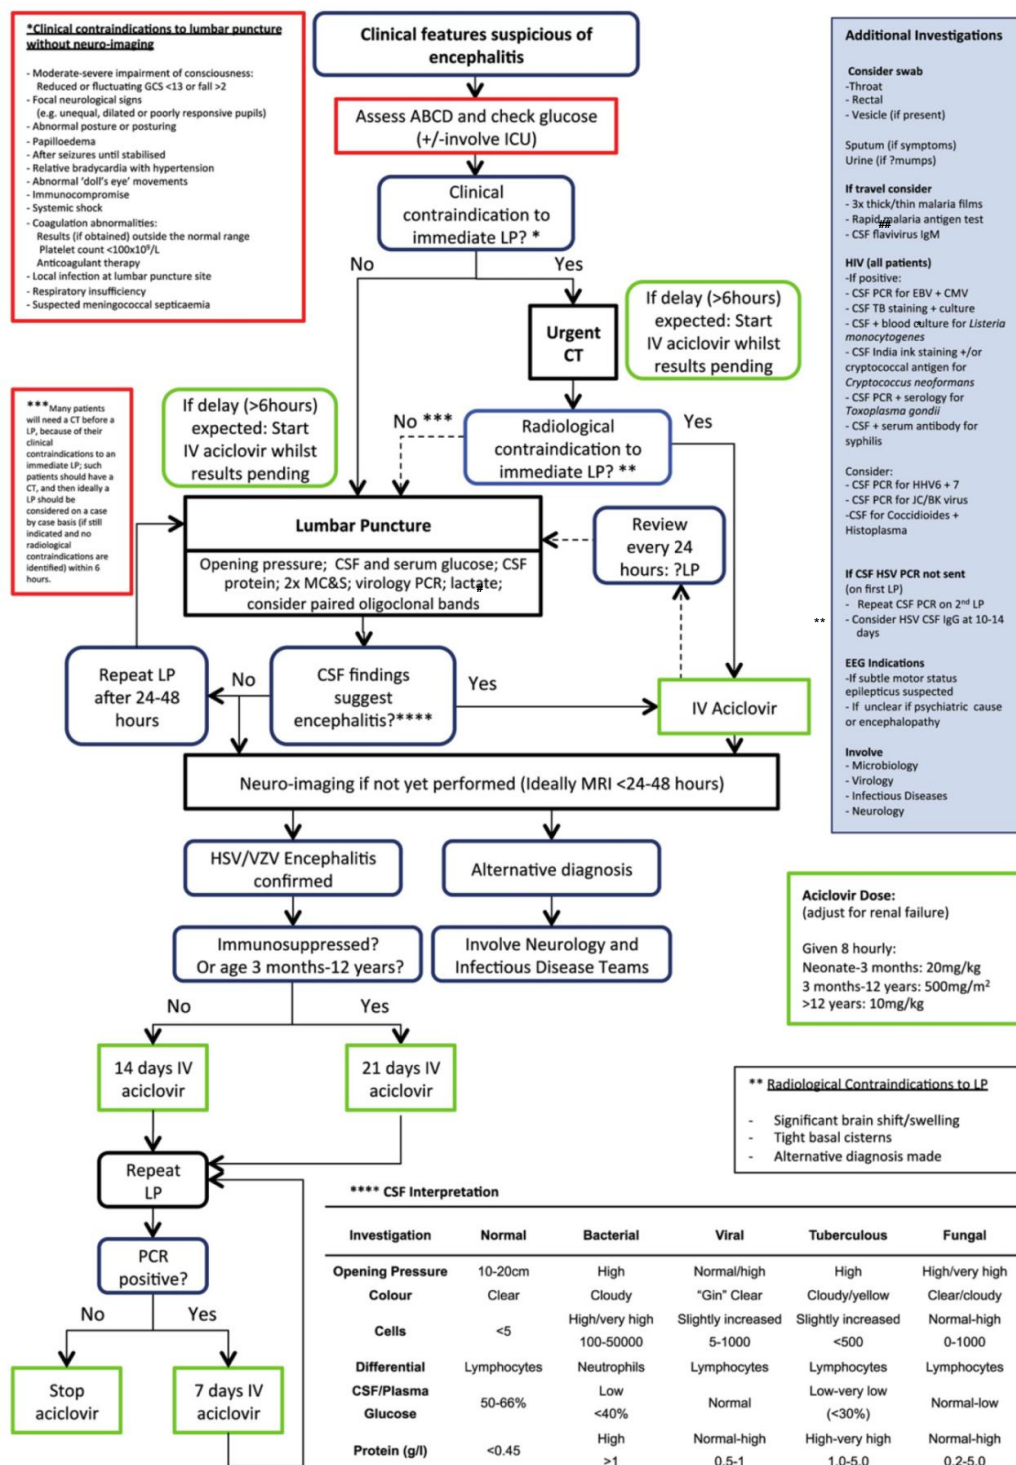 *Clinical contraindications to lumbar puncture
without neuro-imaging
- Moderate-severe impairment of consciousness:
Reduced or fluctuating GCS <13 or fall >2
- Focal neurological signs
(e.g. unequal, dilated or poorly responsive pupils)
- Abnormal posture or posturing
- Papilloedema
- After seizures until stabilised
- Relative bradycardia with hypertension
- Abnormal 'doll's eye' movements
- Immunocompromise
- Systemic shock
- Coagulation abnormalities:
Results (if obtained) outside the normal range
Platelet count <100x10⁹/L
Anticoagulant therapy
- Local infection at lumbar puncture site
- Respiratory insufficiency
- Suspected meningococcal septicaemia
Clinical features suspicious of
encephalitis
Assess ABCD and check glucose
(+/-involve ICU)
Clinical
contraindication to
immediate LP? *
No
Yes
Urgent
CT
If delay (>6hours)
expected: Start
IV aciclovir whilst
results pending
If delay (>6hours)
expected: Start
IV aciclovir whilst
results pending
No ***
Radiological
contraindication to
immediate LP? **
Yes
***Many patients
will need a CT before a
LP, because of their
clinical
contraindications to
an immediate LP; such
patients should have a
CT, and then ideally a
LP should be
considered on a case
by case basis (if still
indicated and no
radiological
contraindications are
identified) within 6
hours.
Lumbar Puncture
Opening pressure; CSF and serum glucose; CSF
protein; 2x MC&S; virology PCR; lactate;
#
consider paired oligoclonal bands
Review
every 24
hours: ?LP
Repeat LP
after 24-48
hours
No
CSF findings
suggest
encephalitis?****
Yes
IV Aciclovir
Neuro-imaging if not yet performed (Ideally MRI <24-48 hours)
HSV/VZV Encephalitis
confirmed
Alternative diagnosis
Immunosuppressed?
Or age 3 months-12 years?
Involve Neurology and
Infectious Disease Teams
No
Yes
14 days IV
aciclovir
21 days IV
aciclovir
Repeat
LP
PCR
positive?
No
Yes
Stop
aciclovir
7 days IV
aciclovir
Additional Investigations
Consider swab
-Throat
- Rectal
- Vesicle (if present)
Sputum (if symptoms)
Urine (if ?mumps)
If travel consider
- 3x thick/thin malaria films
- Rapid malaria antigen test
##
- CSF flavivirus IgM
HIV (all patients)
-If positive:
- CSF PCR for EBV + CMV
- CSF TB staining + culture
- CSF + blood culture for Listeria
monocytogenes
- CSF India ink staining +/or
cryptococcal antigen for
Cryptococcus neoformans
- CSF PCR + serology for
Toxoplasma gondii
- CSF + serum antibody for
syphilis
Consider:
- CSF PCR for HHV6 + 7
- CSF PCR for JC/BK virus
-CSF for Coccidioides +
Histoplasma
If CSF HSV PCR not sent
(on first LP)
- Repeat CSF PCR on 2nd LP
** - Consider HSV CSF IgG at 10-14
days
EEG Indications
-If subtle motor status
epilepticus suspected
- If unclear if psychiatric cause
or encephalopathy
Involve
- Microbiology
- Virology
- Infectious Diseases
- Neurology
Aciclovir Dose:
(adjust for renal failure)
Given 8 hourly:
Neonate-3 months: 20mg/kg
3 months-12 years: 500mg/m²
>12 years: 10mg/kg
** Radiological Contraindications to LP
- Significant brain shift/swelling
- Tight basal cisterns
- Alternative diagnosis made
**** CSF Interpretation
Investigation Normal Bacterial Viral Tuberculous Fungal
Opening Pressure 10-20cm High Normal/high High High/very high
Colour Clear Cloudy "Gin" Clear Cloudy/yellow Clear/cloudy
Cells <5 High/very high 100-50000 Slightly increased 5-1000 Slightly increased <500 Normal-high 0-1000
Differential Lymphocytes Neutrophils Lymphocytes Lymphocytes Lymphocytes
CSF/Plasma Glucose 50-66% Low <40% Normal Low-very low (<30%) Normal-low
Protein (g/l) <0.45 High >1 Normal-high 0.5-1 High-very high 1.0-5.0 Normal-high 0.2-5.0